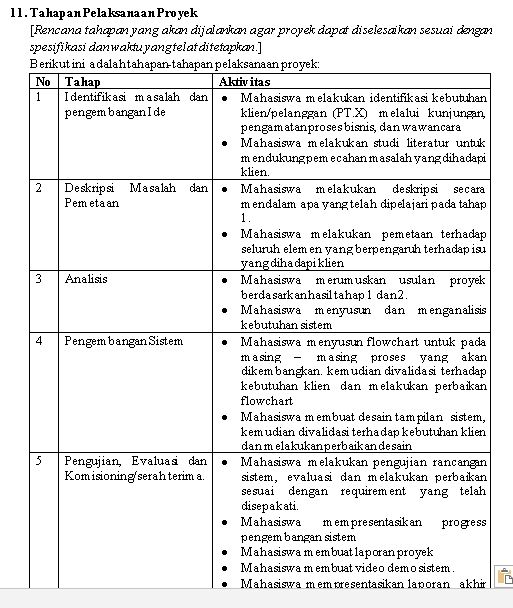 11. Tahapan Pelaksanaan Proyek
[Rencana tahapan yang akan dijalankan agar proyek dapat diselesaikan sesuai dengan
spesifikasi dan waktu yang telat ditetapkan.]
Berikut ini adalah tahapan-tahapan pelaksanaan proyek:
No Tahap Aktivitas
1 Identifikasi masalah dan pengembangan Ide
● Mahasiswa melakukan identifikasi kebutuhan
klien/pelanggan (PT.X) melalui kunjungan,
pengamatan proses bisnis, dan wawancara
● Mahasiswa melakukan studi literatur untuk
mendukung pemecahan masalah yang dihadapi
klien.
2 Deskripsi Masalah dan Pemetaan
● Mahasiswa melakukan deskripsi secara
mendalam apa yang telah dipelajari pada tahap
1.
● Mahasiswa melakukan pemetaan terhadap
seluruh elemen yang berpengaruh terhadap isu
yang dihadapi klien
3 Analisis
● Mahasiswa merumuskan usulan proyek
berdasarkan hasil tahap 1 dan 2.
● Mahasiswa menyusun dan menganalisis
kebutuhan sistem
4 Pengembangan Sistem
● Mahasiswa menyusun flowchart untuk pada
masing – masing proses yang akan
dikembangkan. kemudian divalidasi terhadap
kebutuhan klien dan melakukan perbaikan
flowchart
● Mahasiswa membuat desain tampilan sistem,
kemudian divalidasi terhadap kebutuhan klien
dan melakukan perbaikan desain
5 Pengujian, Evaluasi dan Komisioning/serah terima.
● Mahasiswa melakukan pengujian rancangan
sistem, evaluasi dan melakukan perbaikan
sesuai dengan requirement yang telah
disepakati.
● Mahasiswa mempresentasikan progress
pengembangan sistem
● Mahasiswa membuat laporan proyek
● Mahasiswa membuat video demo sistem.
● Mahasiswa mempresentasikan laporan akhir